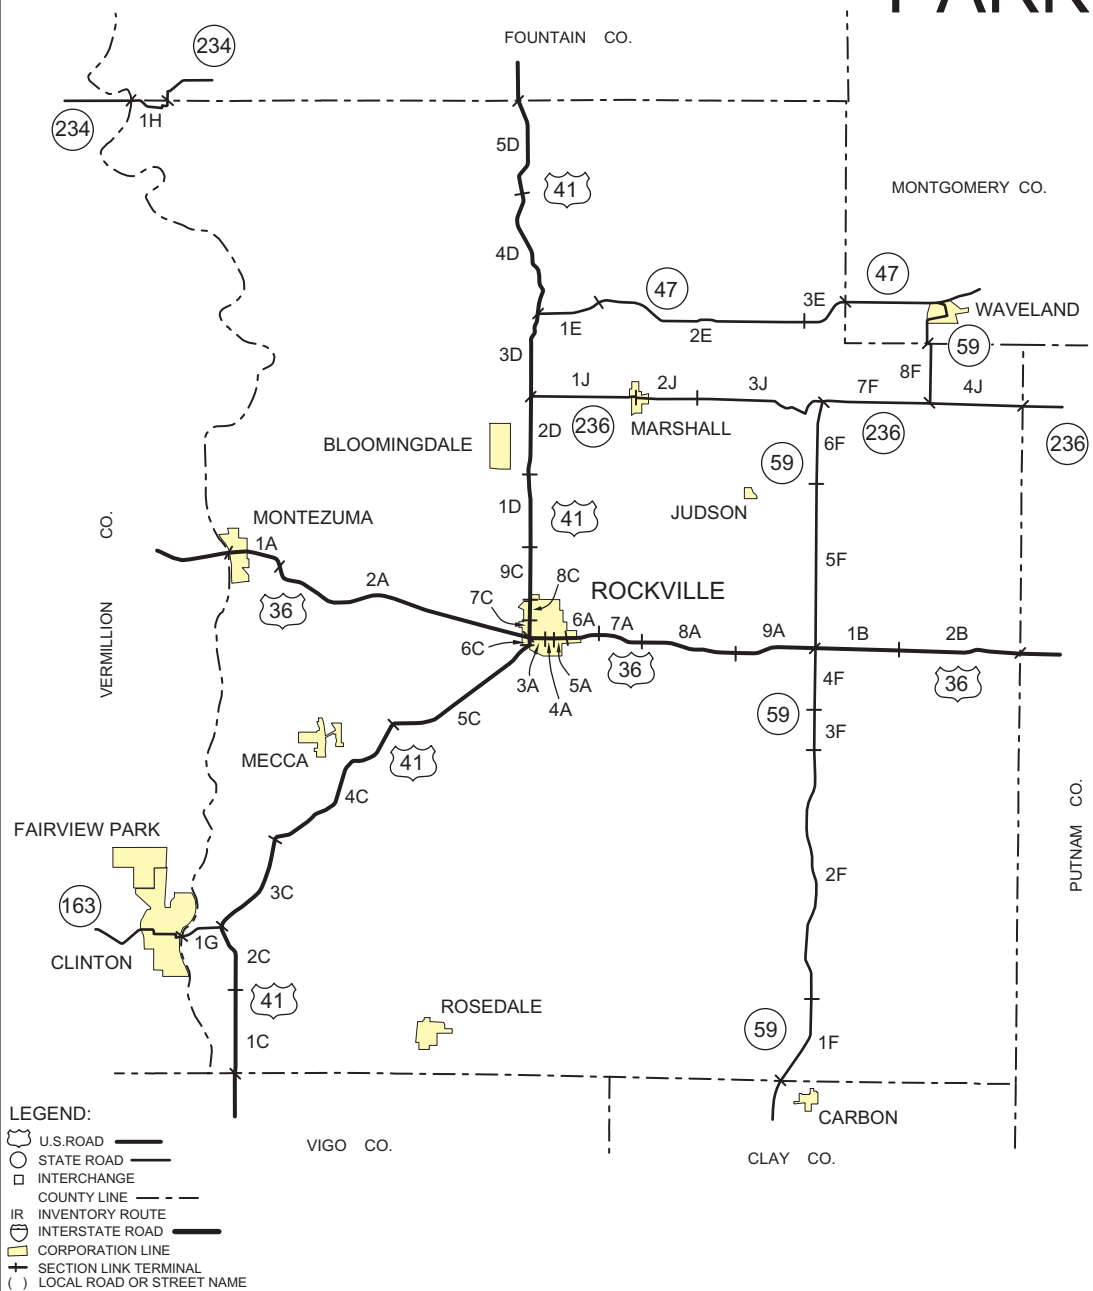 PARK
234
FOUNTAIN CO.
234
1H
5D
41
MONTGOMERY CO.
4D
47
47
3E
WAVELAND
1E
2E
59
3D
8F
1J
2J
3J
7F
4J
236
MARSHALL
236
236
BLOOMINGDALE
2D
6F
59
JUDSON
1D
41
MONTEZUMA
VERMILLION CO.
1A
5F
9C
8C
ROCKVILLE
2A
36
7C
6A
7A
8A
9A
1B
2B
6C
3A
4A
5A
36
36
4F
59
3F
5C
MECCA
41
4C
PUTNAM CO.
FAIRVIEW PARK
2F
163
3C
1G
CLINTON
2C
41
ROSEDALE
59
1C
1F
CARBON
VIGO CO.
CLAY CO.
LEGEND:
U.S.ROAD
STATE ROAD
INTERCHANGE
COUNTY LINE
IR INVENTORY ROUTE
INTERSTATE ROAD
CORPORATION LINE
SECTION LINK TERMINAL
( ) LOCAL ROAD OR STREET NAME